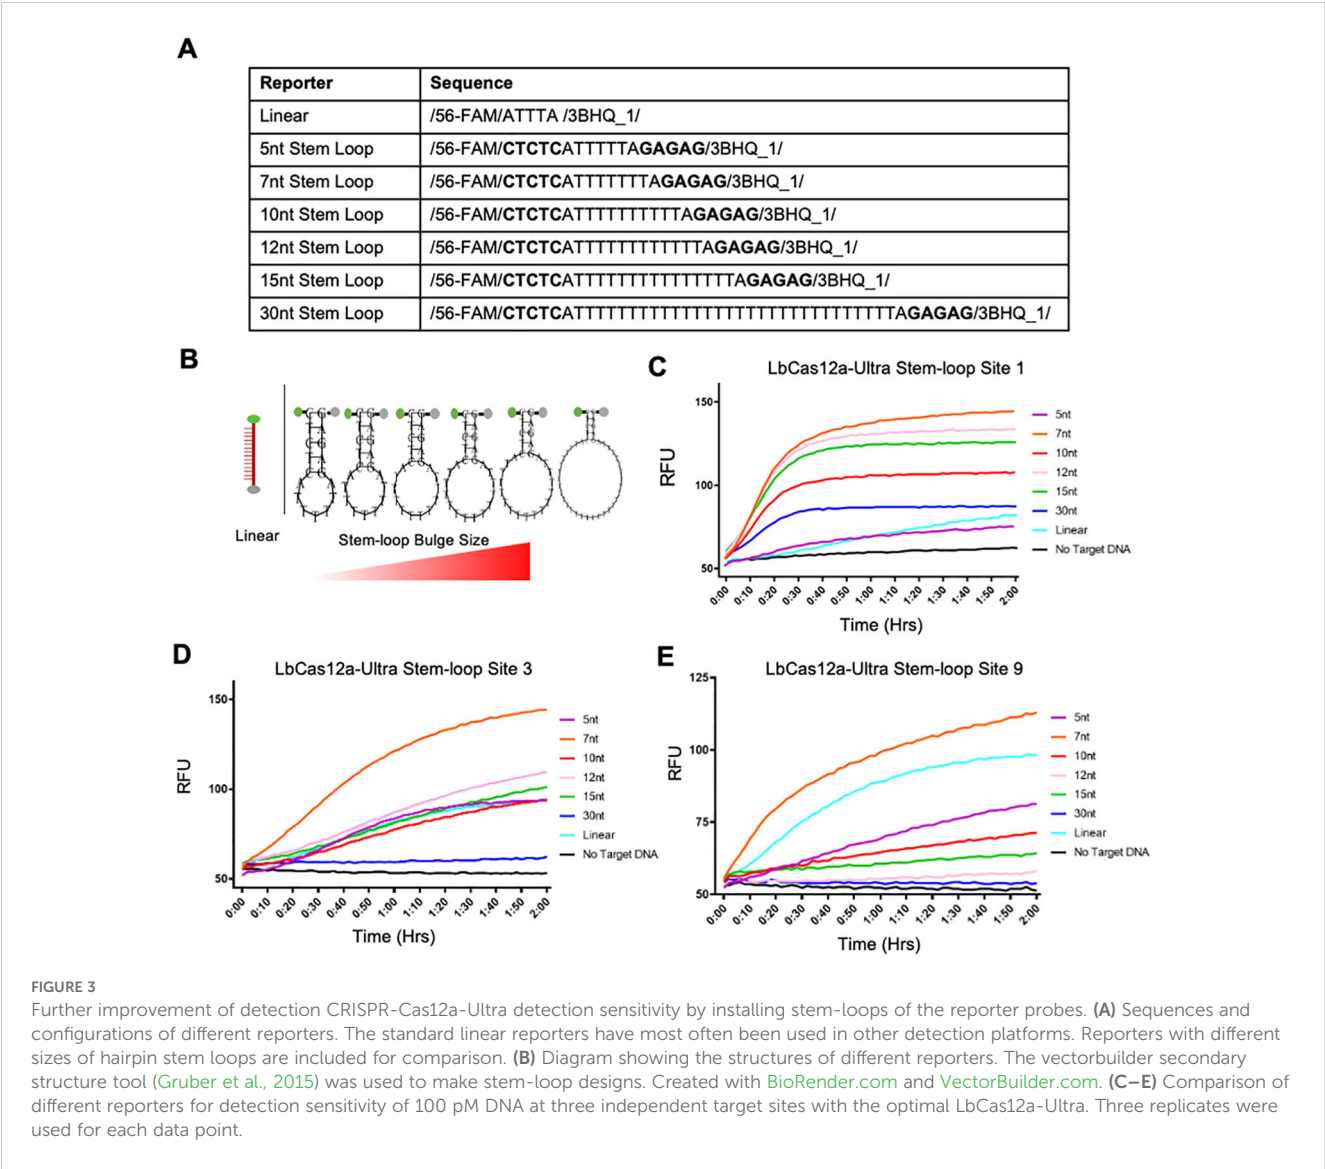 A
Reporter Sequence
Linear /56-FAM/ATTTA /3BHQ_1/
5nt Stem Loop /56-FAM/CTCTCATTTTTAGAGAG/3BHQ_1/
7nt Stem Loop /56-FAM/CTCTCATTTTTTTAGAGAG/3BHQ_1/
10nt Stem Loop /56-FAM/CTCTCATTTTTTTTTTAGAGAG/3BHQ_1/
12nt Stem Loop /56-FAM/CTCTCATTTTTTTTTTTTAGAGAG/3BHQ_1/
15nt Stem Loop /56-FAM/CTCTCATTTTTTTTTTTTTTTAGAGAG/3BHQ_1/
30nt Stem Loop /56-FAM/CTCTCATTTTTTTTTTTTTTTTTTTTTTTTTTTTTTAGAGAG/3BHQ_1/
B
Linear
Stem-loop Bulge Size
C
LbCas12a-Ultra Stem-loop Site 1
RFU
150
100
50
0:00 0:10 0:20 0:30 0:40 0:50 1:00 1:10 1:20 1:30 1:40 1:50 2:00
Time (Hrs)
5nt
7nt
10nt
12nt
15nt
30nt
Linear
No Target DNA
D
LbCas12a-Ultra Stem-loop Site 3
RFU
150
100
50
0:00 0:10 0:20 0:30 0:40 0:50 1:00 1:10 1:20 1:30 1:40 1:50 2:00
Time (Hrs)
5nt
7nt
10nt
12nt
15nt
30nt
Linear
No Target DNA
E
LbCas12a-Ultra Stem-loop Site 9
RFU
125
100
75
50
0:00 0:10 0:20 0:30 0:40 0:50 1:00 1:10 1:20 1:30 1:40 1:50 2:00
Time (Hrs)
5nt
7nt
10nt
12nt
15nt
30nt
Linear
No Target DNA
FIGURE 3
Further improvement of detection CRISPR-Cas12a-Ultra detection sensitivity by installing stem-loops of the reporter probes. (A) Sequences and
configurations of different reporters. The standard linear reporters have most often been used in other detection platforms. Reporters with different
sizes of hairpin stem loops are included for comparison. (B) Diagram showing the structures of different reporters. The vectorbuilder secondary
structure tool (Gruber et al., 2015) was used to make stem-loop designs. Created with BioRender.com and VectorBuilder.com. (C–E) Comparison of
different reporters for detection sensitivity of 100 pM DNA at three independent target sites with the optimal LbCas12a-Ultra. Three replicates were
used for each data point.